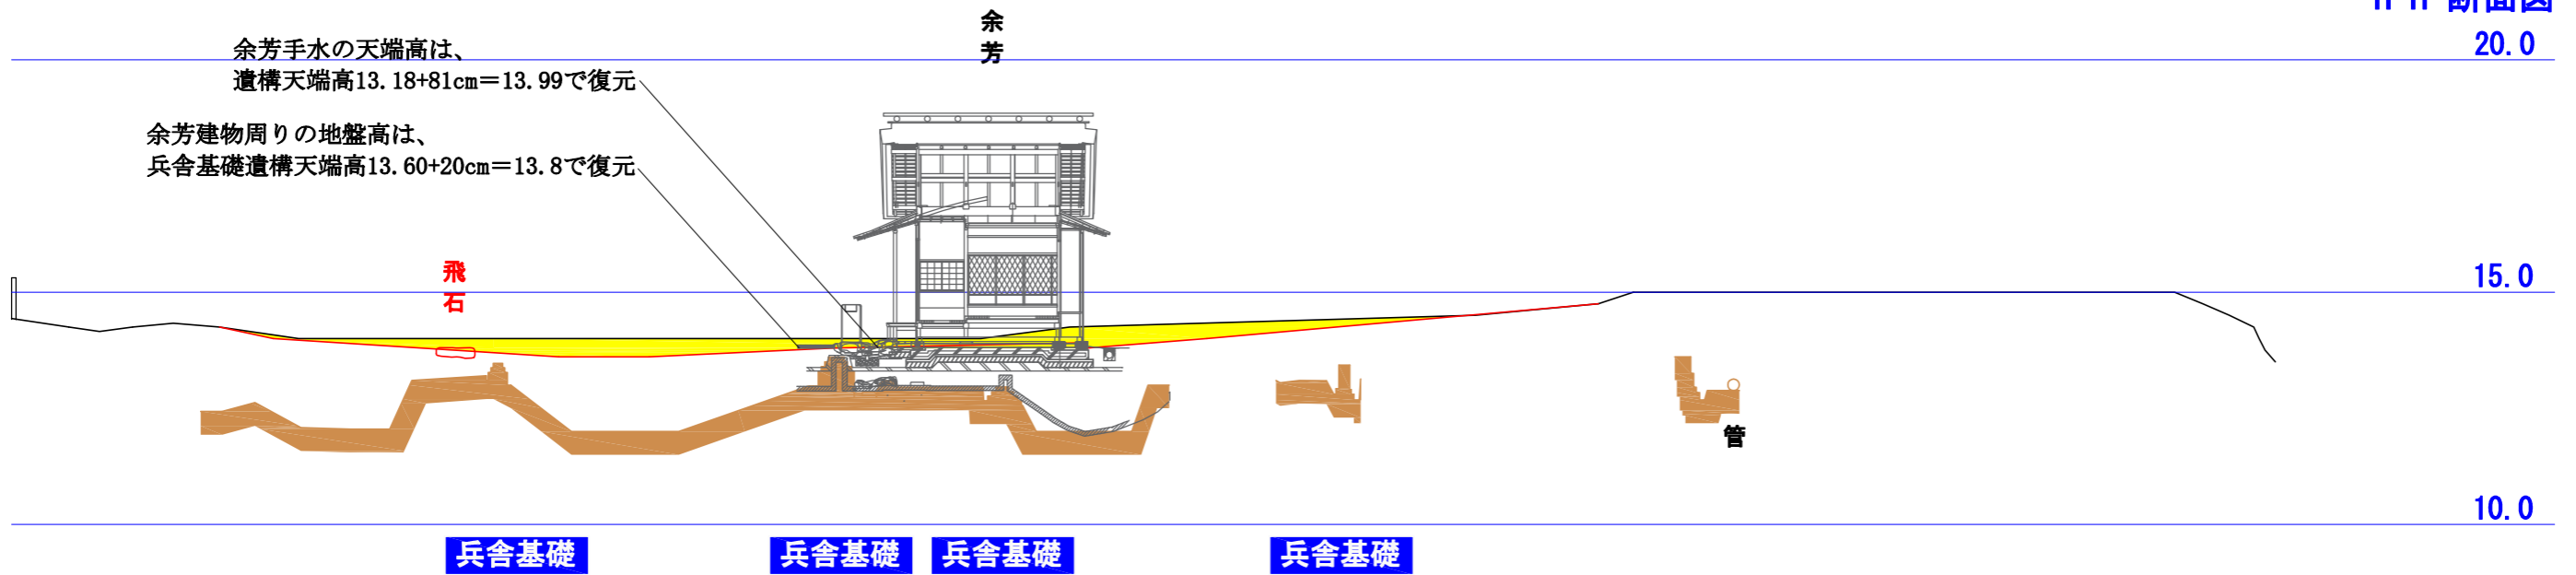 断面図
余芳
20.0
余芳手水の天端高は、
遺構天端高13.18+81cm＝13.99で復元
余芳建物周りの地盤高は、
兵舎基礎遺構天端高13.60+20cm＝13.8で復元
飛石
15.0
管
10.0
兵舎基礎
兵舎基礎
兵舎基礎
兵舎基礎